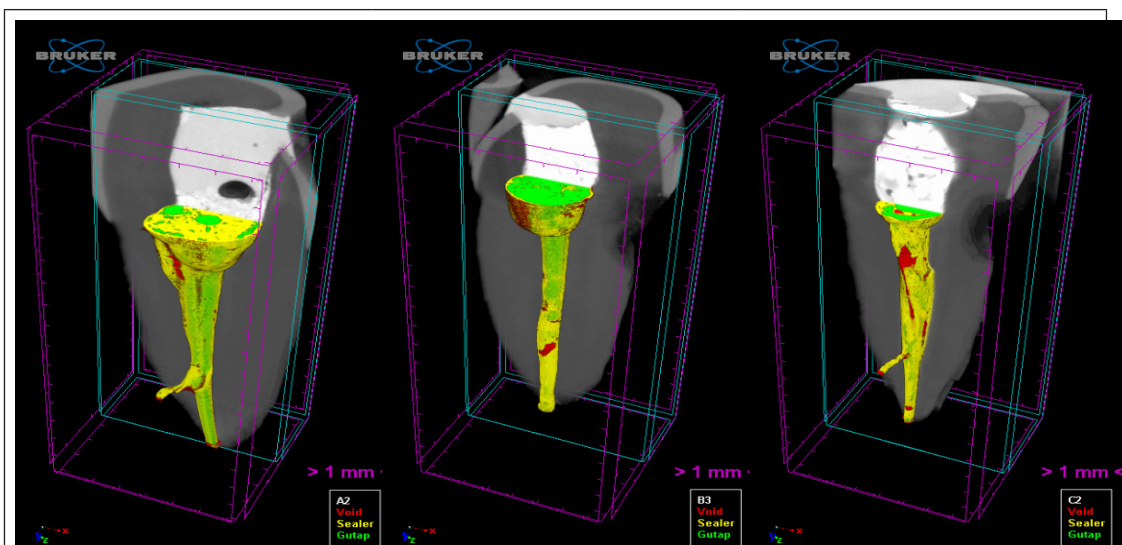 BRUKER
BRUKER
BRUKER
> 1 mm <
> 1 mm <
> 1 mm <
A2
Void
Sealer
Gutap
B3
Void
Sealer
Gutap
C2
Void
Sealer
Gutap
x
z
x
z
x
z